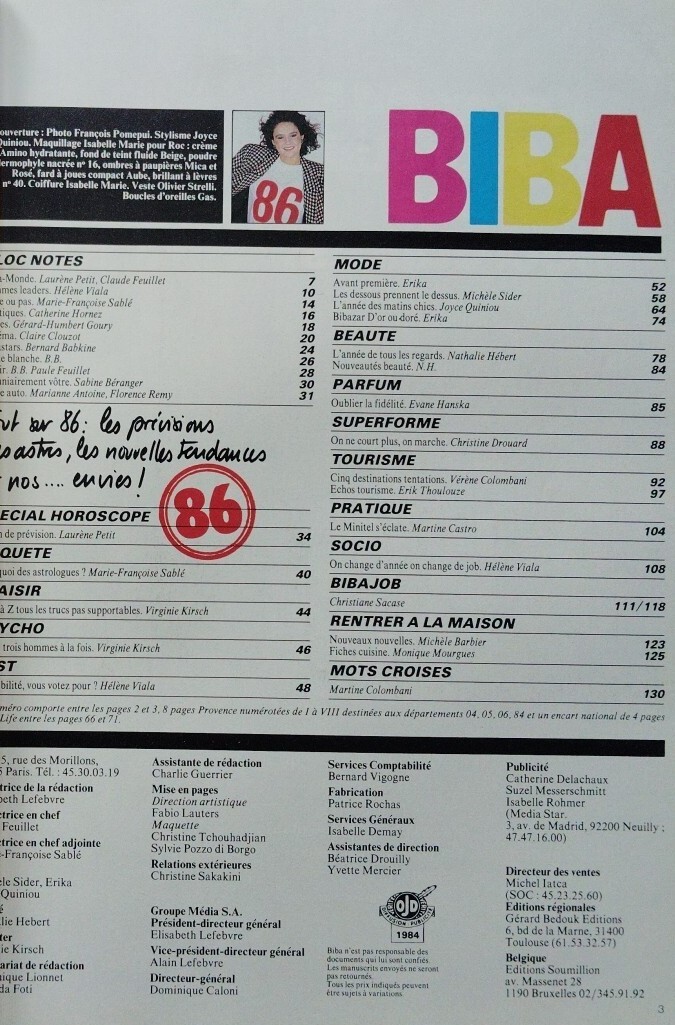 BIBA
ouverture : Photo François Pomepui. Stylisme Joyce
Quiniou. Maquillage Isabelle Marie pour Roc : crème
Amino hydratante, fond de teint fluide Beige, poudre
dermophyle nacrée n° 16, ombres à paupières Mica et
Rosé, fard à joues compact Aube, brillant à lèvres
n° 40. Coiffure Isabelle Marie. Veste Olivier Strelli.
Boucles d'oreilles Gas.
86
LOC NOTES
-Monde. Laurène Petit, Claude Feuillet 7
mes leaders. Hélène Viala 10
e ou pas. Marie-Françoise Sablé 14
tiques. Catherine Hornez 16
es. Gérard-Humbert Goury 18
éma. Claire Clouzot 20
stars. Bernard Babkine 24
e blanche. B.B. 26
ir. B.B. Paule Feuillet 28
niairement vôtre. Sabine Béranger 30
e auto. Marianne Antoine, Florence Remy 31
ut sur 86 : les prévisions
astres, les nouvelles tendances
nos .... envies !
86
ECIAL HOROSCOPE
n de prévision. Laurène Petit 34
QUETE
quoi des astrologues ? Marie-Françoise Sablé 40
AISIR
à Z tous les trucs pas supportables. Virginie Kirsch 44
YCHO
trois hommes à la fois. Virginie Kirsch 46
ST
bilité, vous votez pour ? Hélène Viala 48
MODE
Avant première. Erika 52
Les dessous prennent le dessus. Michèle Sider 58
L'année des matins chics. Joyce Quiniou 64
Bibazar D'or ou doré. Erika 74
BEAUTE
L'année de tous les regards. Nathalie Hébert 78
Nouveautés beauté. N.H. 84
PARFUM
Oublier la fidélité. Evane Hanska 85
SUPERFORME
On ne court plus, on marche. Christine Drouard 88
TOURISME
Cinq destinations tentations. Vérène Colombani 92
Echos tourisme. Erik Thoulouze 97
PRATIQUE
Le Minitel s'éclate. Martine Castro 104
SOCIO
On change d'année on change de job. Hélène Viala 108
BIBAJOB
Christiane Sacase 111/118
RENTRER A LA MAISON
Nouveaux nouvelles. Michèle Barbier 123
Fiches cuisine. Monique Mourgues 125
MOTS CROISES
Martine Colombani 130
méro comporte entre les pages 2 et 3, 8 pages Provence numérotées de I à VIII destinées aux départements 04, 05, 06, 84 et un encart national de 4 pages
Life entre les pages 66 et 71.
5, rue des Morillons,
5 Paris. Tél. : 45.30.03.19
trice de la rédaction
beth Lefebvre
ctrice en chef
Feuillet
ctrice en chef adjointe
-Françoise Sablé
le Sider, Erika
Quiniou
é
lie Hebert
ter
ie Kirsch
ariat de rédaction
nique Lionnet
da Foti
Assistante de rédaction
Charlie Guerrier
Mise en pages
Direction artistique
Fabio Lauters
Maquette
Christine Tchouhadjian
Sylvie Pozzo di Borgo
Relations extérieures
Christine Sakakini
Groupe Média S.A.
Président-directeur général
Elisabeth Lefebvre
Vice-président-directeur général
Alain Lefebvre
Directeur-général
Dominique Caloni
Services Comptabilité
Bernard Vigogne
Fabrication
Patrice Rochas
Services Généraux
Isabelle Demay
Assistantes de direction
Béatrice Drouilly
Yvette Mercier
OJD
DIFFUSION PUBLICITE
1984
Biba n'est pas responsable des
documents qui lui sont confiés.
Les manuscrits envoyés ne seront
pas retournés.
Tous les prix indiqués peuvent
être sujets à variations.
Publicité
Catherine Delachaux
Suzel Messerschmitt
Isabelle Rohmer
(Media Star.
3, av. de Madrid, 92200 Neuilly ;
47.47.16.00)
Directeur des ventes
Michel Iatca
(SOC : 45.23.25.60)
Editions régionales
Gérard Bedouk Editions
6, bd de la Marne, 31400
Toulouse (61.53.32.57)
Belgique
Editions Soumillion
av. Massenet 28
1190 Bruxelles 02/345.91.92
3